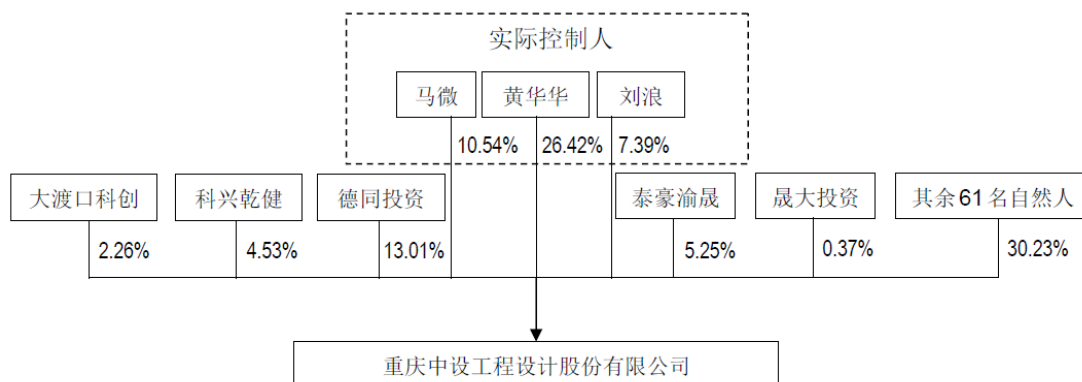 实际控制人
马微 黄华华 刘浪
10.54% 26.42% 7.39%
大渡口科创 科兴乾健 德同投资 泰豪渝晟 晟大投资 其余61名自然人
2.26% 4.53% 13.01% 5.25% 0.37% 30.23%
重庆中设工程设计股份有限公司